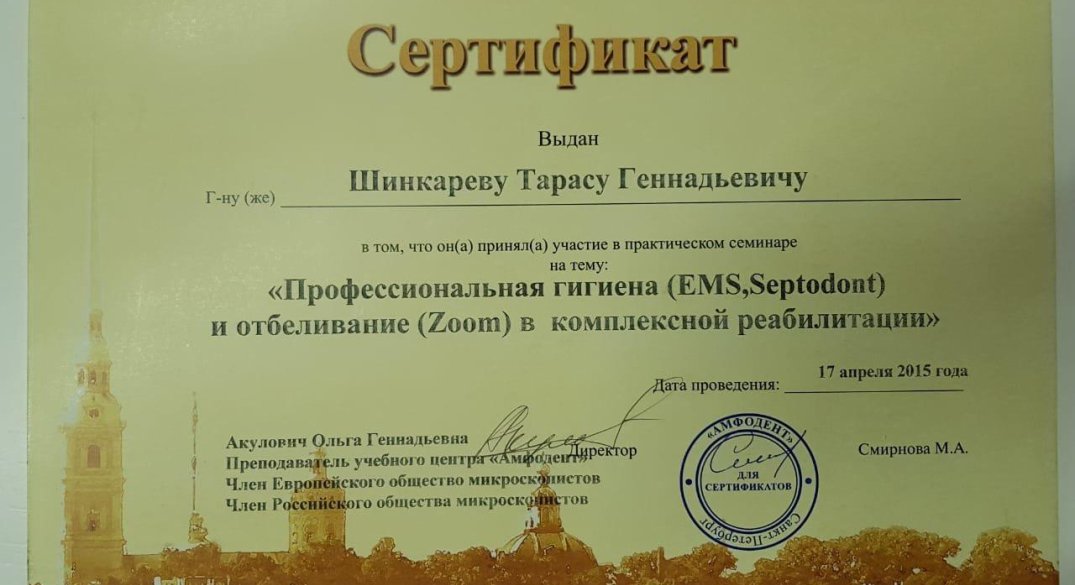 Сертификат
Выдан
Г-ну (же) Шинкареву Тарасу Геннадьевичу
в том, что он(а) принял(а) участие в практическом семинаре
на тему:
«Профессиональная гигиена (EMS,Septodont)
и отбеливание (Zoom) в комплексной реабилитации»
Дата проведения: 17 апреля 2015 года
Акулович Ольга Геннадьевна
Преподаватель учебного центра «Амфодент»
Член Европейского общество микроскопистов
Член Российского общества микроскопистов
Директор
«АМФОДЕНТ»
ДЛЯ
СЕРТИФИКАТОВ
Санкт-Петербург
Смирнова М.А.